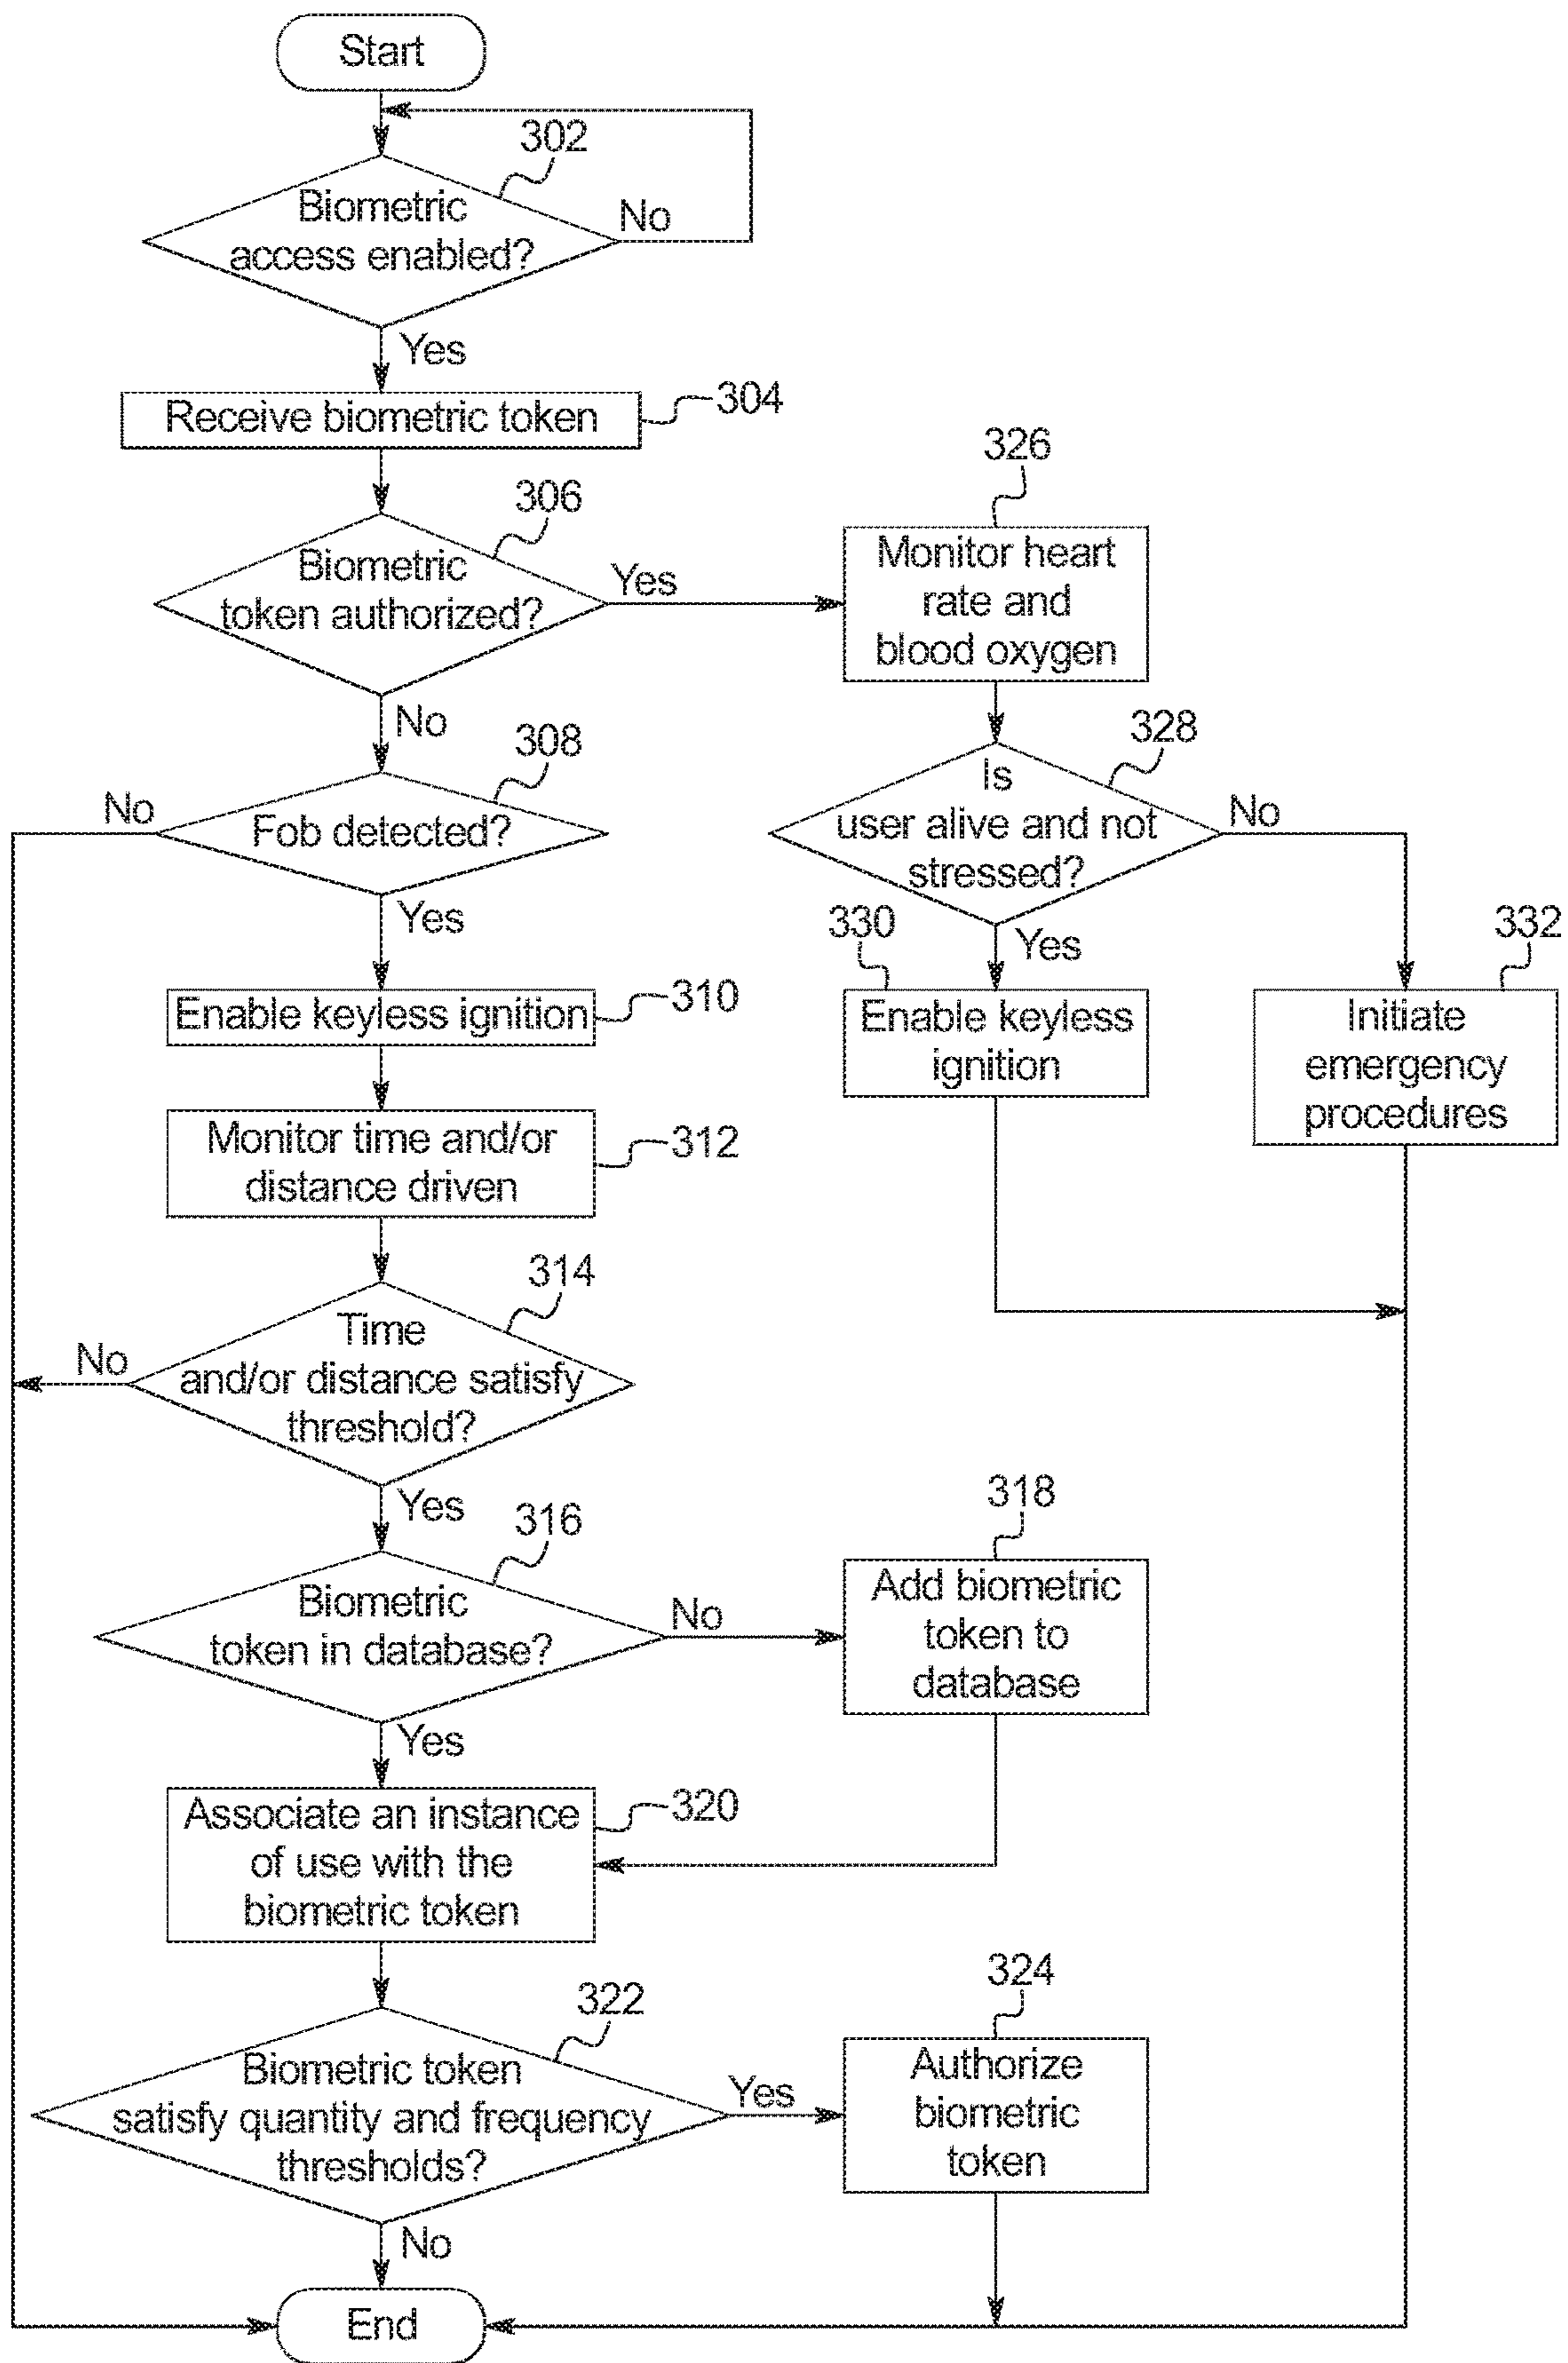 Start
302
Biometric
access enabled?
No
Yes
Receive biometric token
304
306
Biometric
token authorized?
Yes
No
326
Monitor heart
rate and
blood oxygen
308
Fob detected?
No
Yes
328
Is
user alive and not
stressed?
No
Yes
310
Enable keyless ignition
330
Enable keyless
ignition
332
Initiate
emergency
procedures
312
Monitor time and/or
distance driven
314
Time
and/or distance satisfy
threshold?
No
Yes
316
Biometric
token in database?
No
Yes
318
Add biometric
token to
database
320
Associate an instance
of use with the
biometric token
322
Biometric token
satisfy quantity and frequency
thresholds?
Yes
No
324
Authorize
biometric
token
End